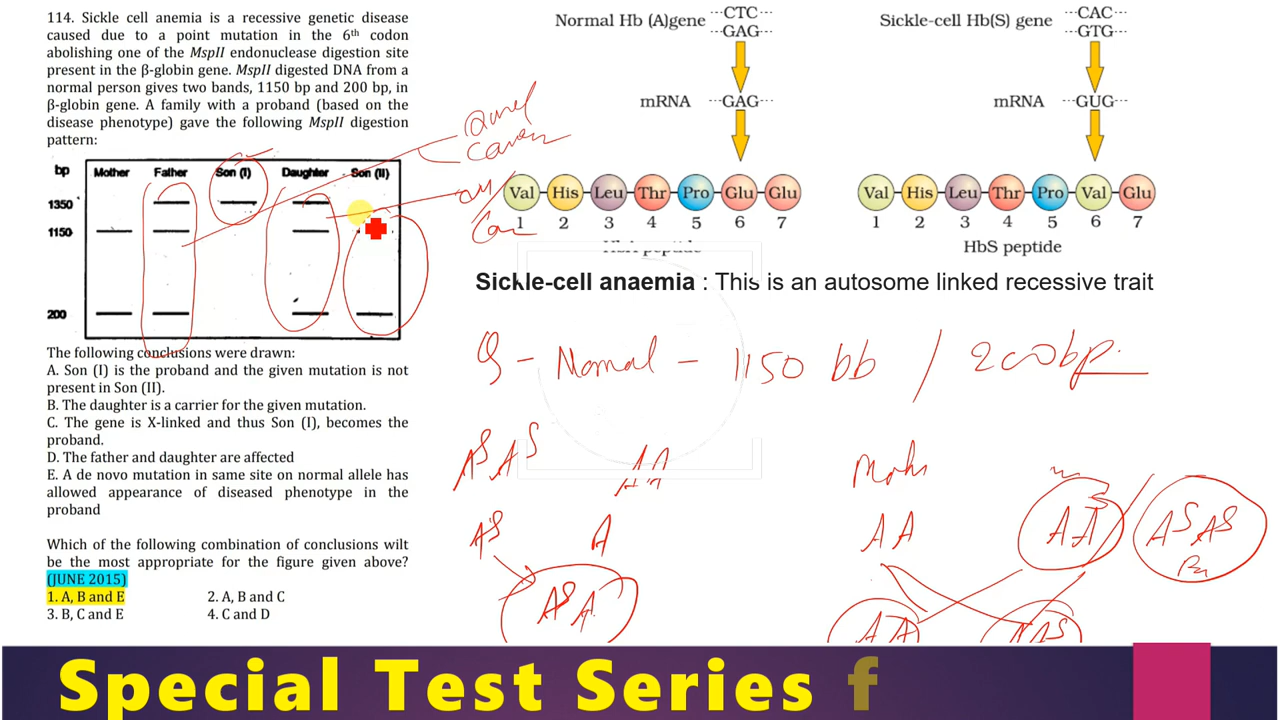 114. Sickle cell anemia is a recessive genetic disease
caused due to a point mutation in the 6th codon
abolishing one of the MspII endonuclease digestion site
present in the β-globin gene. MspII digested DNA from a
normal person gives two bands, 1150 bp and 200 bp, in
β-globin gene. A family with a proband (based on the
disease phenotype) gave the following MspII digestion
pattern:
bp Mother Father Son (I) Daughter Son (II)
1350
1150
200
The following conclusions were drawn:
A. Son (I) is the proband and the given mutation is not
present in Son (II).
B. The daughter is a carrier for the given mutation.
C. The gene is X-linked and thus Son (I), becomes the
proband.
D. The father and daughter are affected
E. A de novo mutation in same site on normal allele has
allowed appearance of diseased phenotype in the
proband
Which of the following combination of conclusions wilt
be the most appropriate for the figure given above?
(JUNE 2015)
1. A, B and E 2. A, B and C
3. B, C and E 4. C and D
Normal Hb (A)gene
---CTC---
---GAG---
mRNA ---GAG---
Val His Leu Thr Pro Glu Glu
1 2 3 4 5 6 7
Sickle-cell Hb(S) gene
---CAC---
---GTG---
mRNA ---GUG---
Val His Leu Thr Pro Val Glu
1 2 3 4 5 6 7
HbS peptide
Sickle-cell anaemia : This is an autosome linked recessive trait
1150 bb / 200bp
AS AS AA
AS A
AS A
AA
AS AS
AA
Special Test Series f